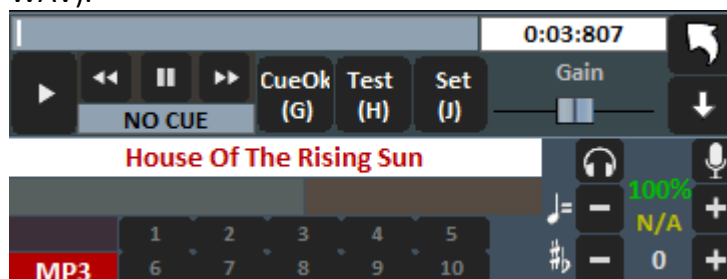 WAV).
0:03:807
CueOk Test Set Gain
(G) (H) (J)
NO CUE
House Of The Rising Sun
100%
N/A
1 2 3 4 5
MP3 6 7 8 9 10 0